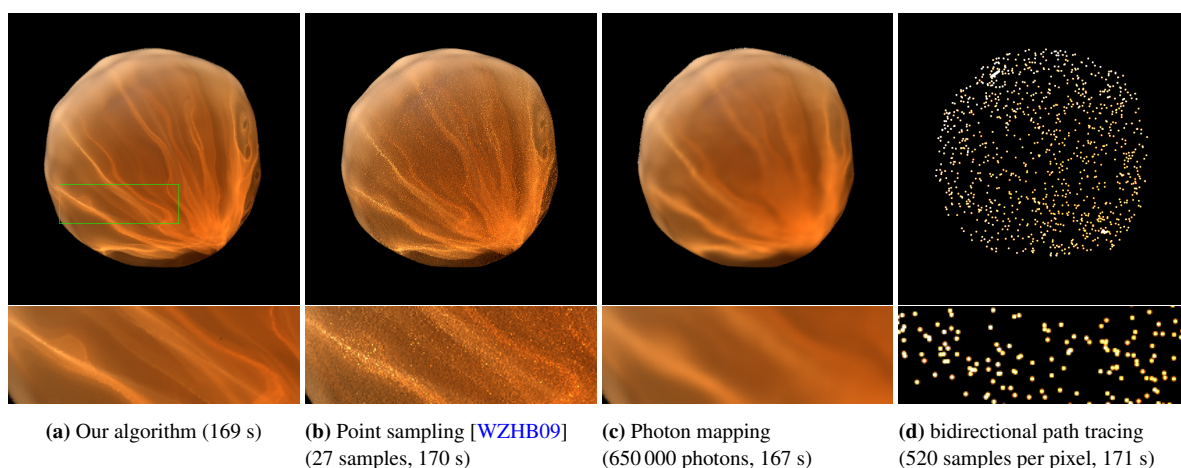 (a) Our algorithm (169 s)
(b) Point sampling [WZHB09]
(27 samples, 170 s)
(c) Photon mapping
(650 000 photons, 167 s)
(d) bidirectional path tracing
(520 samples per pixel, 171 s)